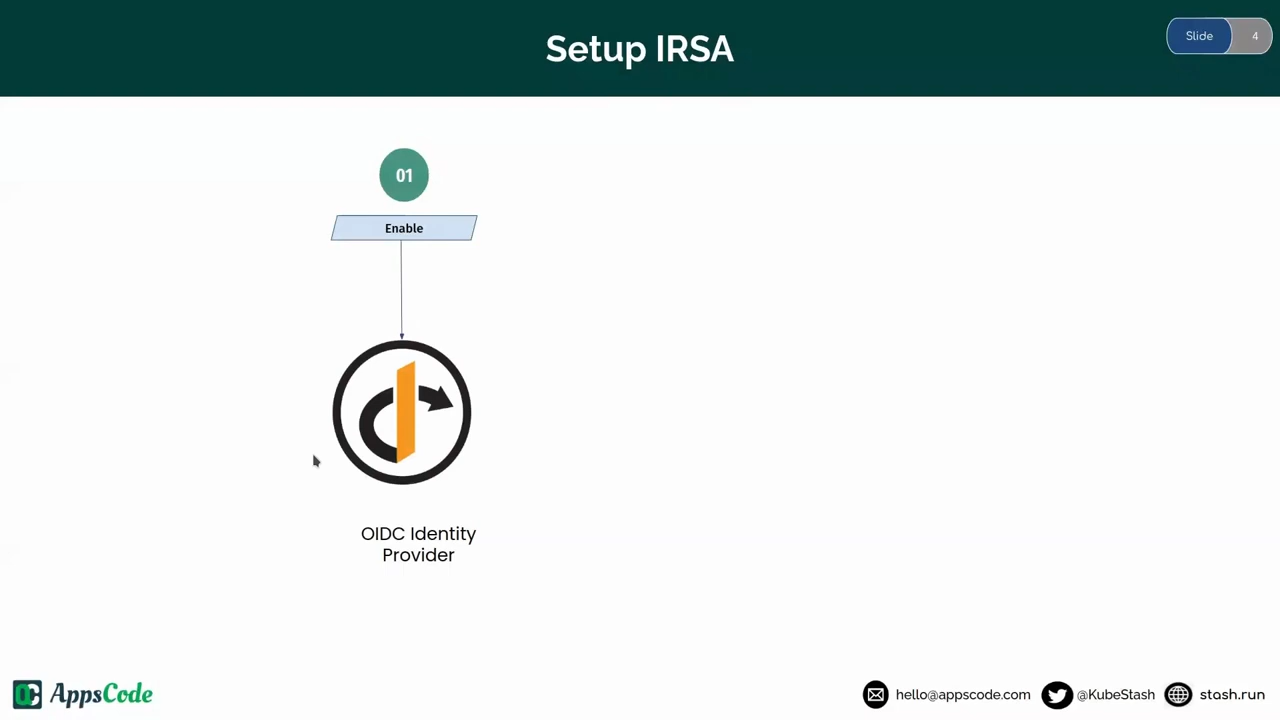 Setup IRSA
Slide 4
01
Enable
OIDC Identity
Provider
AppsCode
hello@appscode.com
@KubeStash
stash.run